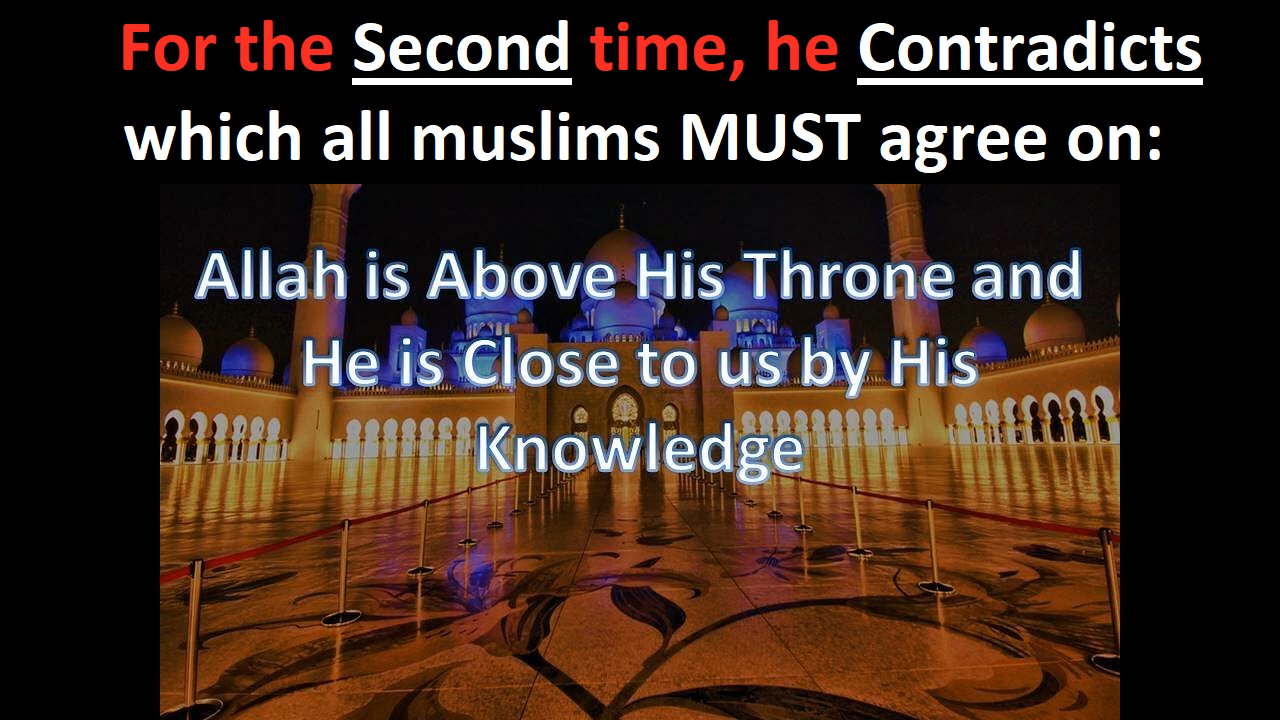 For the Second time, he Contradicts
which all muslims MUST agree on:
Allah is Above His Throne and
He is Close to us by His
Knowledge